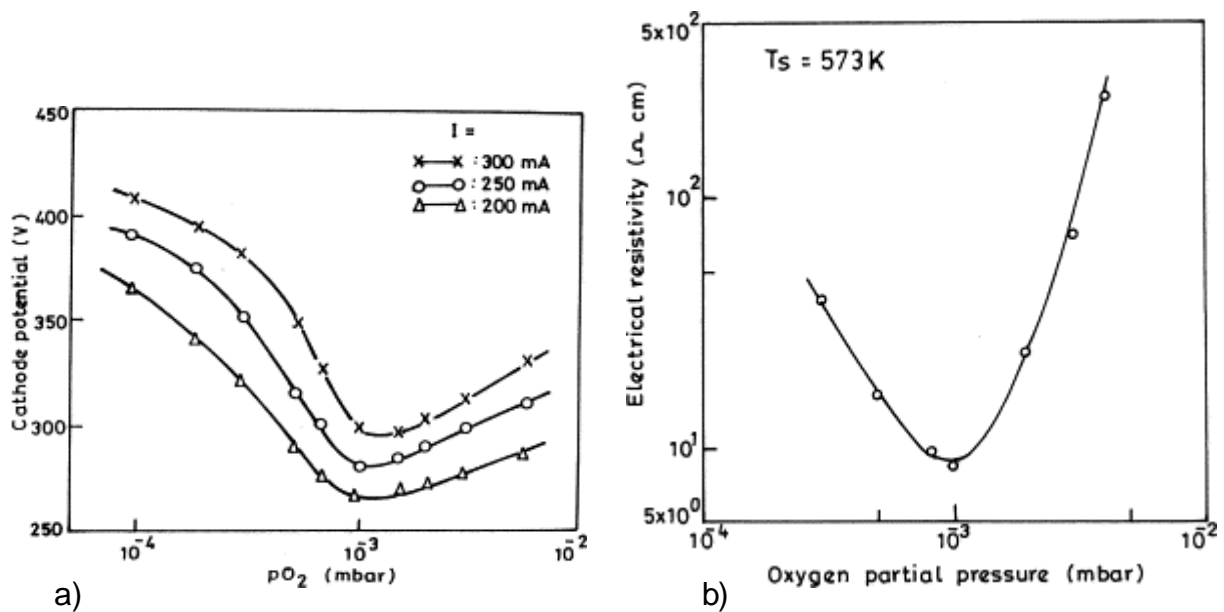 450
400
350
300
250
Cathode potential (V)
I =
x—x : 300 mA
o—o : 250 mA
△—△ : 200 mA
10⁻⁴
10⁻³
10⁻²
pO₂ (mbar)
a)
5x10²
10²
10¹
5x10⁰
Electrical resistivity (Ω cm)
Ts = 573K
10⁻⁴
10⁻³
10⁻²
Oxygen partial pressure (mbar)
b)